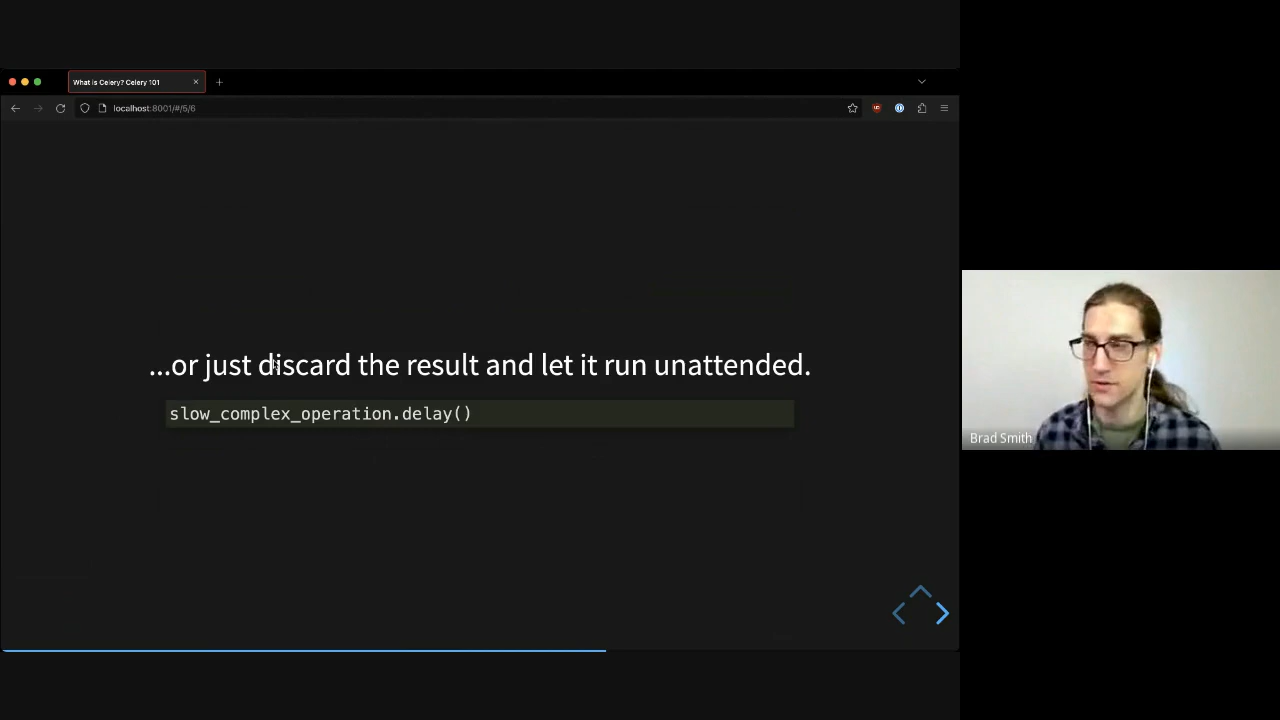 What is Celery? Celery 101
localhost:8001/#/5/6
...or just discard the result and let it run unattended.
slow_complex_operation.delay()
Brad Smith